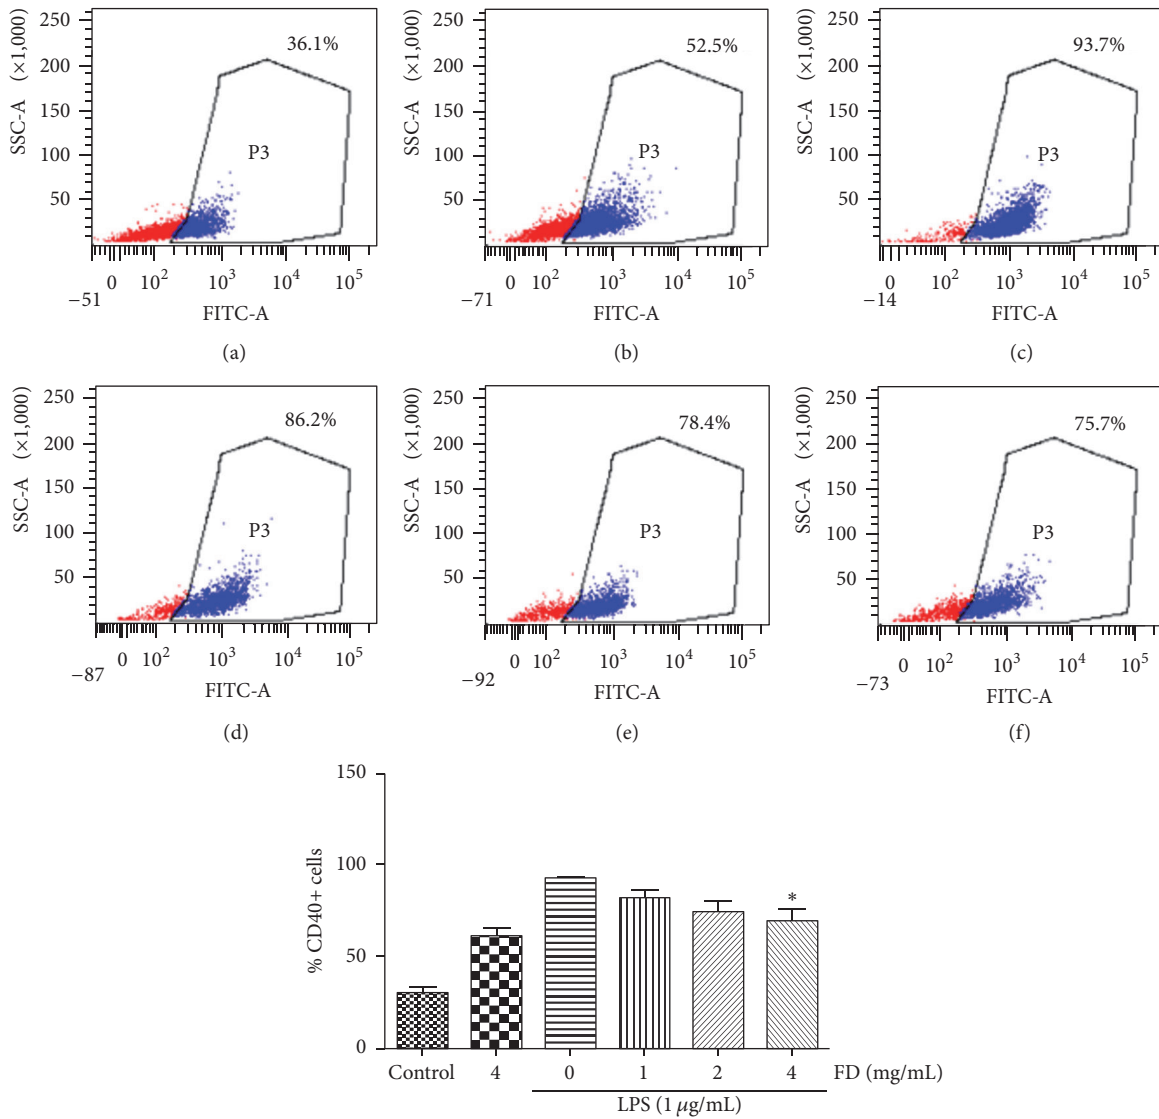 SSC-A (×1,000)
250
200
150
100
50
36.1%
P3
0 10² 10³ 10⁴ 10⁵
−51
FITC-A
(a)
SSC-A (×1,000)
250
200
150
100
50
52.5%
P3
0 10² 10³ 10⁴ 10⁵
−71
FITC-A
(b)
SSC-A (×1,000)
250
200
150
100
50
93.7%
P3
0 10² 10³ 10⁴ 10⁵
−14
FITC-A
(c)
SSC-A (×1,000)
250
200
150
100
50
86.2%
P3
0 10² 10³ 10⁴ 10⁵
−87
FITC-A
(d)
SSC-A (×1,000)
250
200
150
100
50
78.4%
P3
0 10² 10³ 10⁴ 10⁵
−92
FITC-A
(e)
SSC-A (×1,000)
250
200
150
100
50
75.7%
P3
0 10² 10³ 10⁴ 10⁵
−73
FITC-A
(f)
% CD40+ cells
150
100
50
0
*
Control 4 0 1 2 4 FD (mg/mL)
LPS (1 μg/mL)